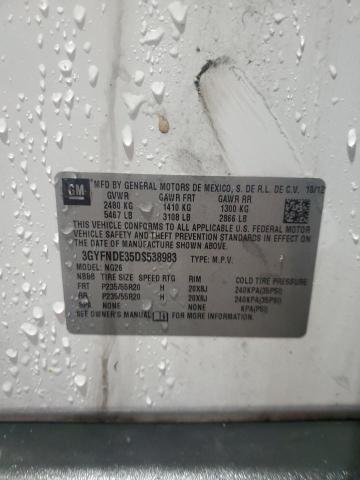 GM
MFD BY GENERAL MOTORS DE MEXICO, S. DE R.L. DE C.V. 10/12
GVWR GAWR FRT GAWR RR
2480 KG 1410 KG 1300 KG
5467 LB 3108 LB 2866 LB
THIS VEHICLE CONFORMS TO ALL APPLICABLE U.S. FEDERAL
MOTOR VEHICLE SAFETY AND THEFT PREVENTION STANDARDS IN
EFFECT ON THE DATE OF MANUFACTURE SHOWN ABOVE.
3GYFNDE35DS538983 TYPE: M.P.V.
MODEL: NG26
TIRE SIZE SPEED RTG RIM COLD TIRE PRESSURE
FRT P235/55R20 H 20X8J 240KPA(35PSI)
RR P235/55R20 H 20X8J 240KPA(35PSI)
SPA NONE NONE KPA(PSI)
SEE OWNER'S MANUAL FOR MORE INFORMATION.